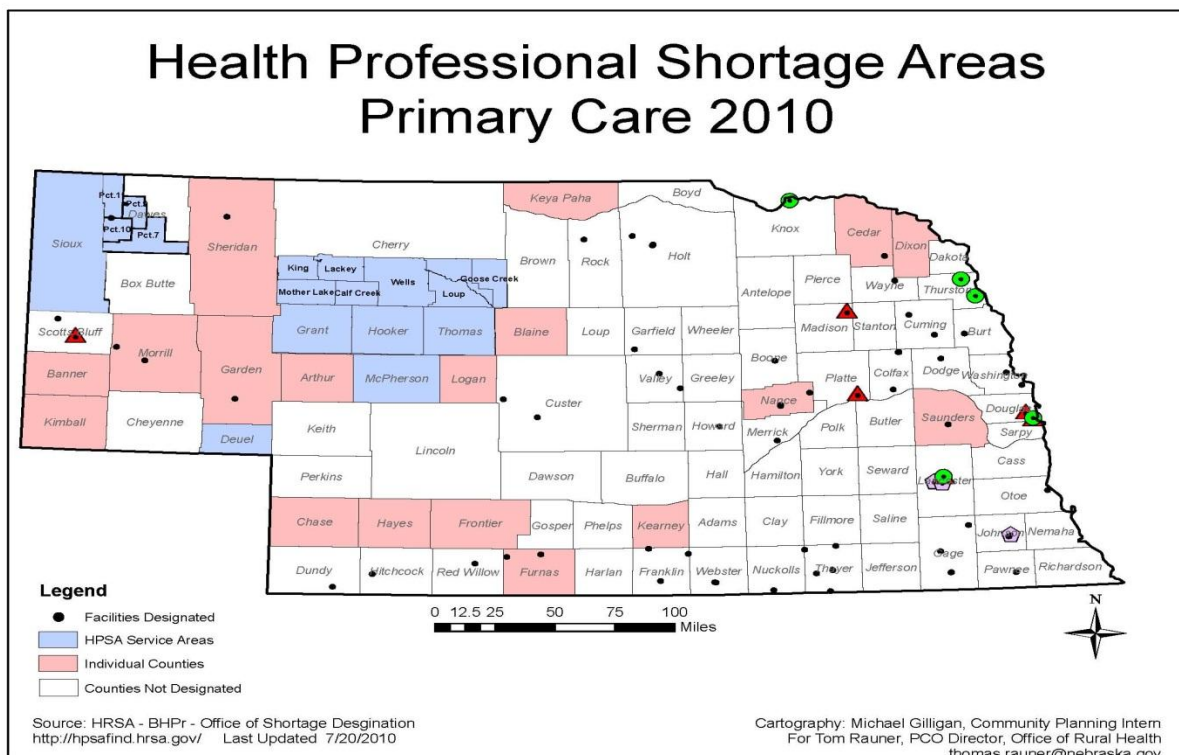 Health Professional Shortage Areas
Primary Care 2010
Keya Paha
Boyd
Pct.1
Dawes
Pct.10
Pct.7
Sioux
Sheridan
Cherry
Knox
Cedar
Dixon
Dakota
Brown
Rock
Holt
King
Lackey
Wells
Goose Creek
Mother Lake
Calf Creek
Loup
Box Butte
Antelope
Pierce
Wayne
Thurston
Scotts Bluff
Grant
Hooker
Thomas
Blaine
Loup
Garfield
Wheeler
Madison
Stanton
Cuming
Burt
Banner
Morrill
Garden
Arthur
McPherson
Logan
Custer
Valley
Greeley
Boone
Platte
Colfax
Dodge
Washington
Nance
Kimball
Cheyenne
Deuel
Keith
Lincoln
Sherman
Howard
Merrick
Polk
Butler
Saunders
Douglas
Sarpy
Perkins
Dawson
Buffalo
Hall
Hamilton
York
Seward
Lancaster
Cass
Otoe
Chase
Hayes
Frontier
Gosper
Phelps
Kearney
Adams
Clay
Fillmore
Saline
Johnson
Nemaha
Dundy
Hitchcock
Red Willow
Furnas
Harlan
Franklin
Webster
Nuckolls
Thayer
Jefferson
Gage
Pawnee
Richardson
Legend
Facilities Designated
HPSA Service Areas
Individual Counties
Counties Not Designated
0 12.5 25 50 75 100
Miles
N
Source: HRSA - BHPr - Office of Shortage Desgination
http://hpsafind.hrsa.gov/ Last Updated 7/20/2010
Cartography: Michael Gilligan, Community Planning Intern
For Tom Rauner, PCO Director, Office of Rural Health
thomas.rauner@nebraska.gov